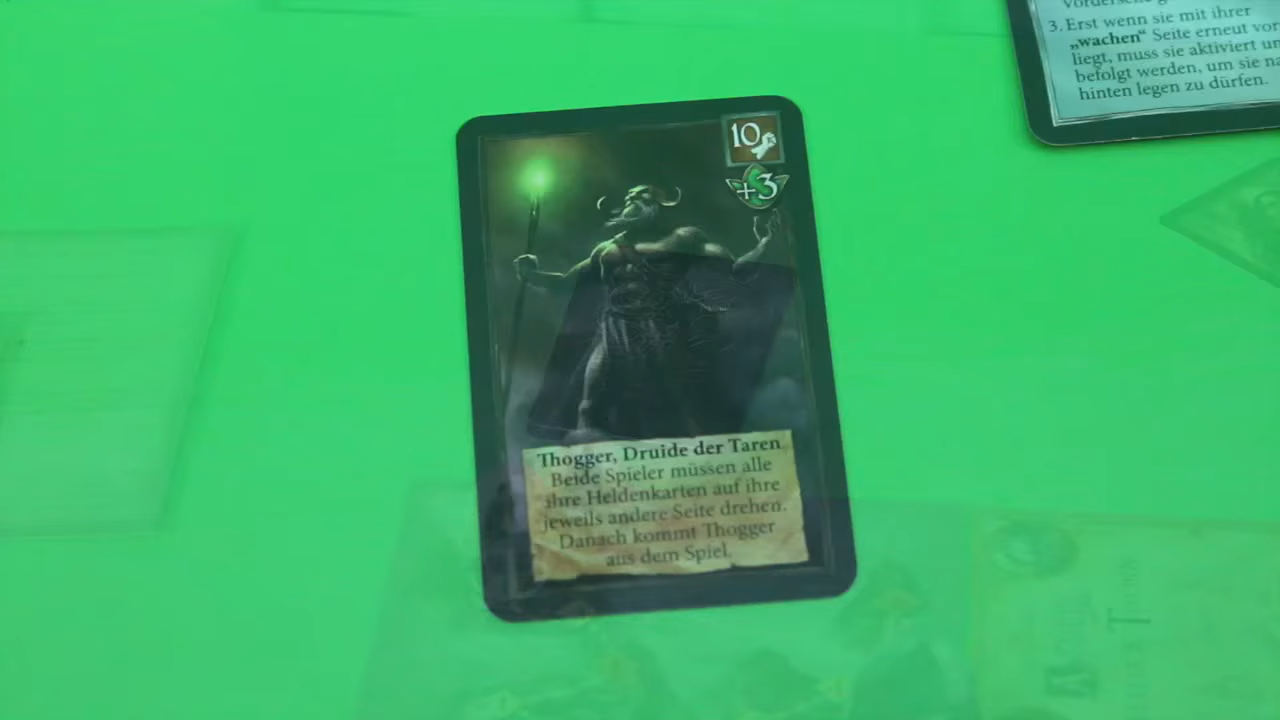 3. Erst wenn sie mit ihrer
„wachen“ Seite erneut vor-
liegt, muss sie aktiviert
befolgt werden, um sie
hinten legen zu dürfen.
10
+3
Thogger, Druide der Taren
Beide Spieler müssen alle
ihre Heldenkarten auf ihre
jeweils andere Seite drehen.
Danach kommt Thogger
aus dem Spiel.